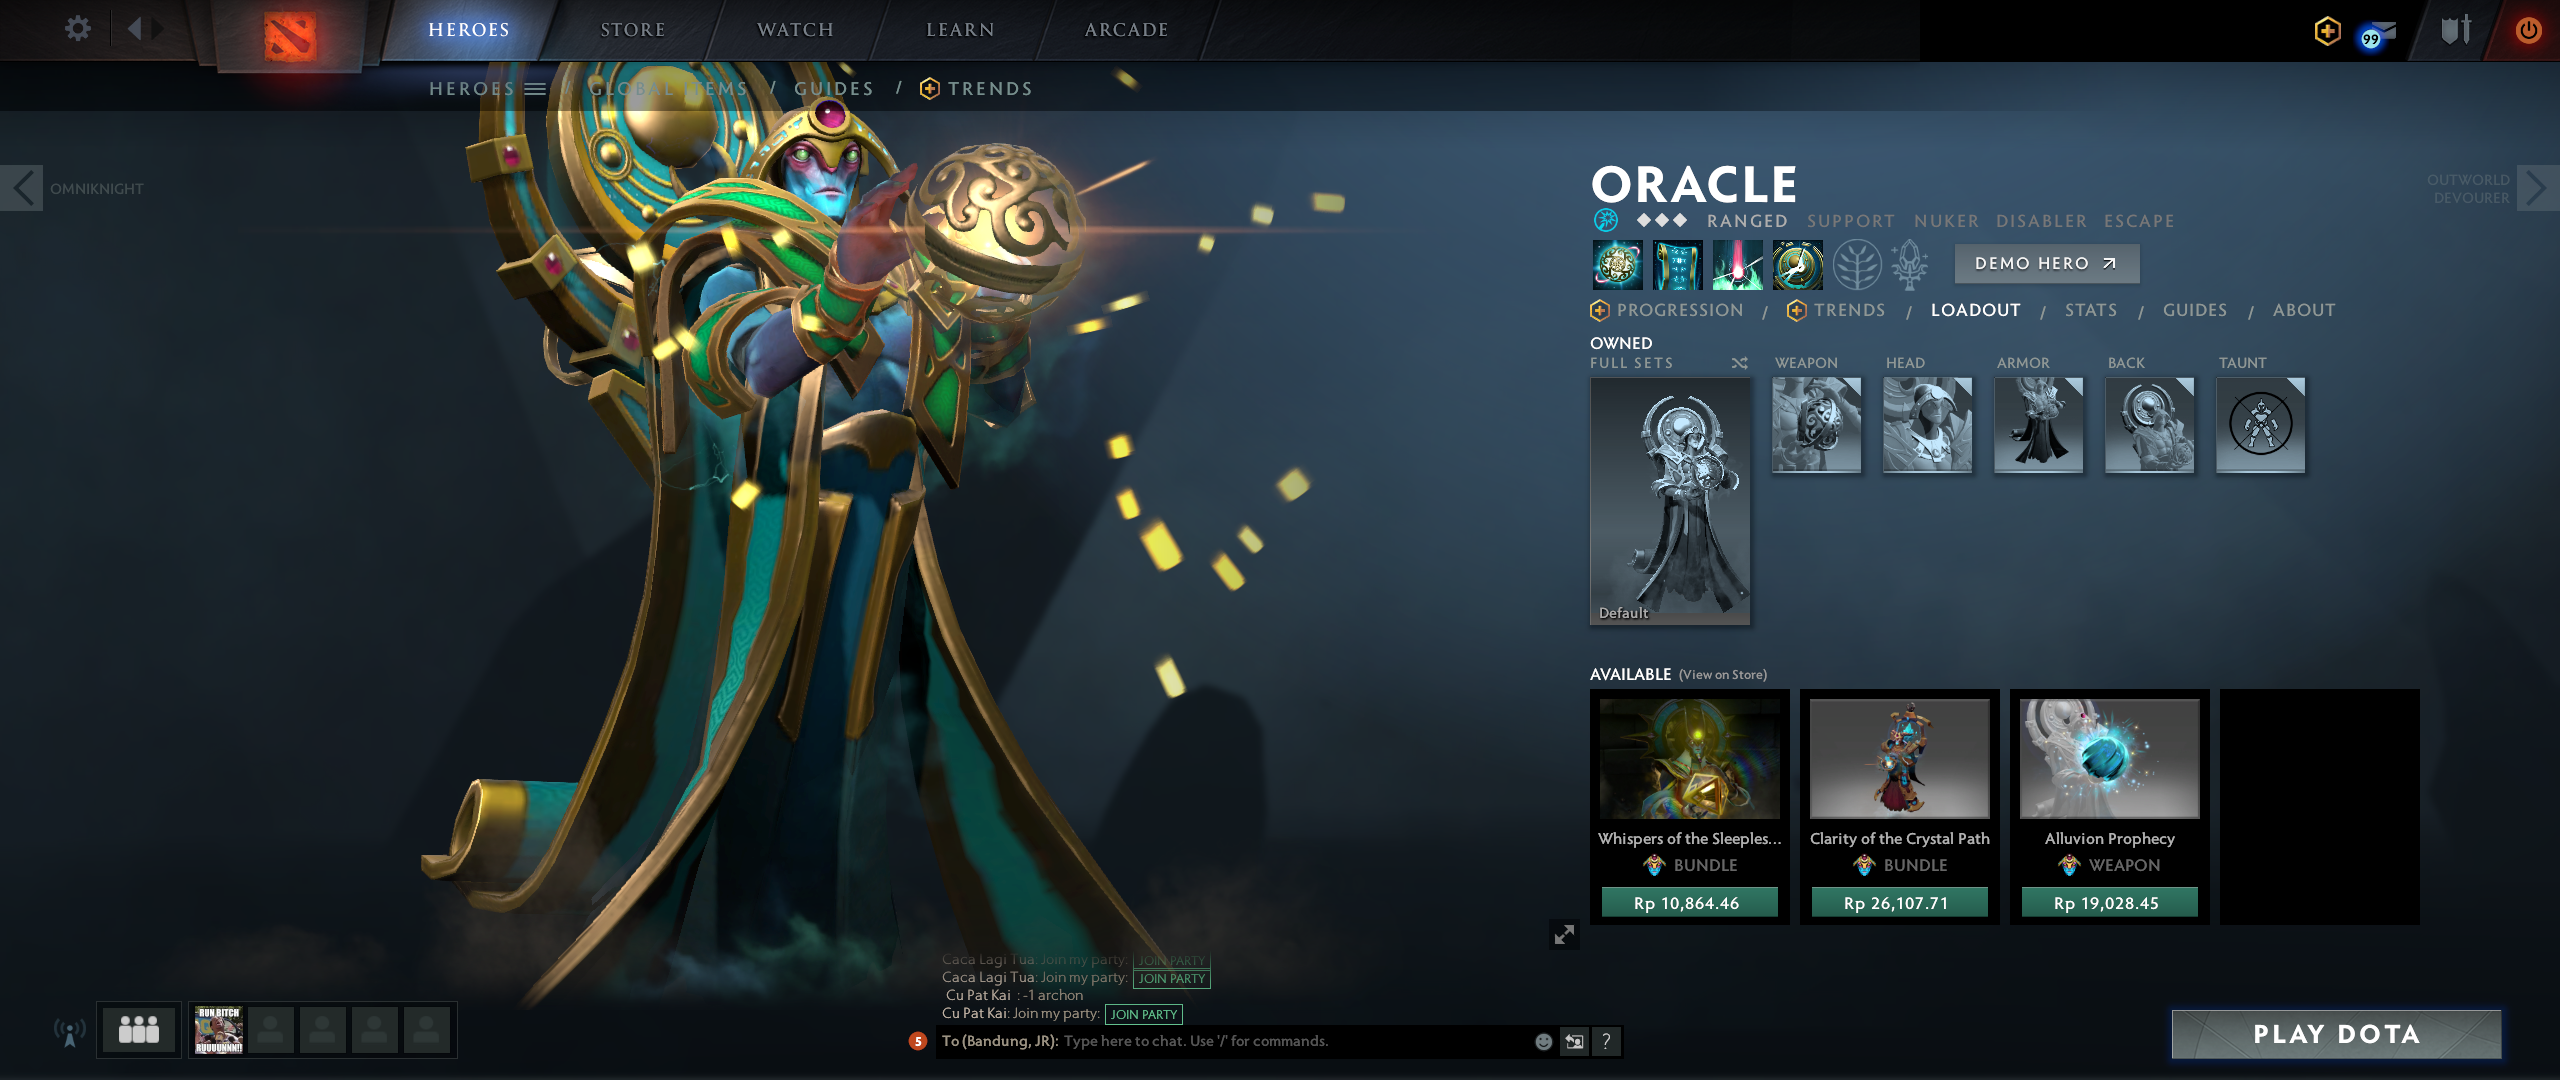 HEROES STORE WATCH LEARN ARCADE
99
HEROES / GLOBAL ITEMS / GUIDES / TRENDS
OMNIKNIGHT
OUTWORLD
DEVOURER
ORACLE
RANGED SUPPORT NUKER DISABLER ESCAPE
DEMO HERO
PROGRESSION / TRENDS / LOADOUT / STATS / GUIDES / ABOUT
OWNED
FULL SETS WEAPON HEAD ARMOR BACK TAUNT
Default
AVAILABLE (View on Store)
Whispers of the Sleeples... Clarity of the Crystal Path Alluvion Prophecy
BUNDLE BUNDLE WEAPON
Rp 10,864.46 Rp 26,107.71 Rp 19,028.45
Caca Lagi Tua: Join my party: JOIN PARTY
Caca Lagi Tua: Join my party: JOIN PARTY
Cu Pat Kai : -1 archon
Cu Pat Kai: Join my party: JOIN PARTY
5 To (Bandung, JR): Type here to chat. Use '/' for commands. ?
RUN BITCH
RUUUUNNN!!
PLAY DOTA